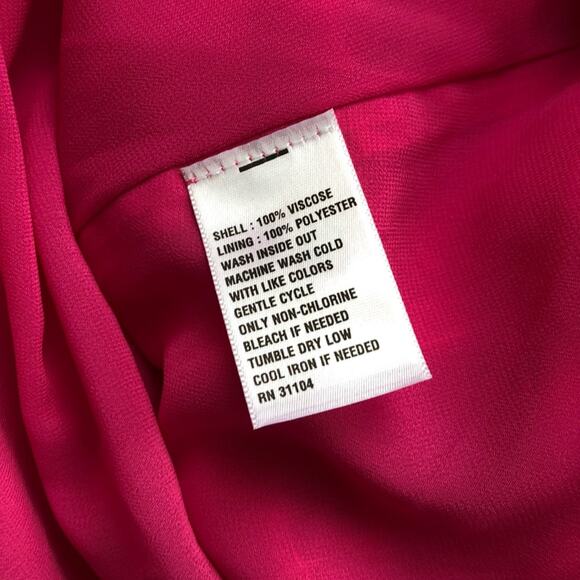 SHELL : 100% VISCOSE
LINING : 100% POLYESTER
WASH INSIDE OUT
MACHINE WASH COLD
WITH LIKE COLORS
GENTLE CYCLE
ONLY NON-CHLORINE
BLEACH IF NEEDED
TUMBLE DRY LOW
COOL IRON IF NEEDED
RN 31104